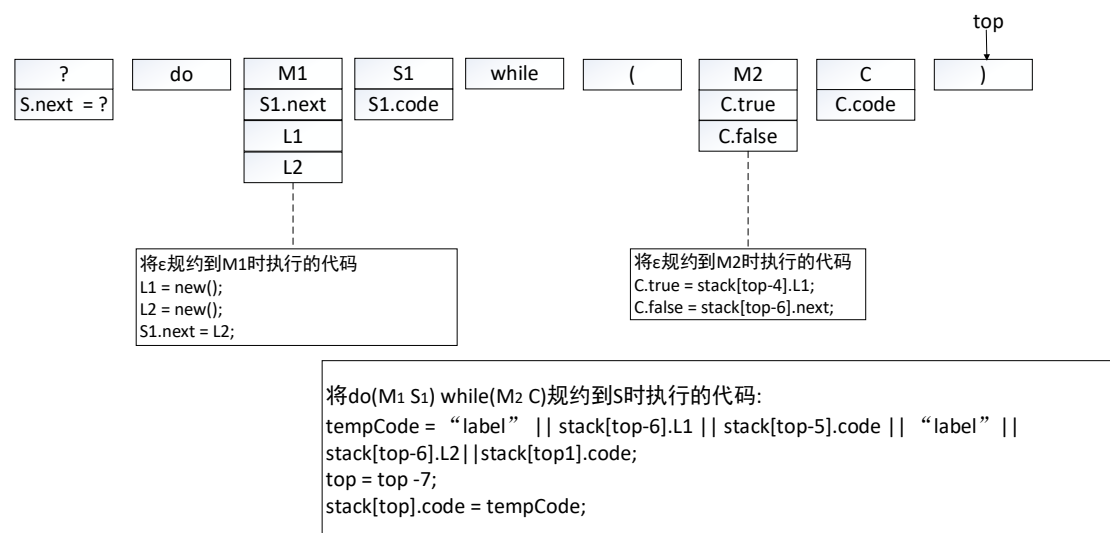 top
? do M1 S1 while ( M2 C )
S.next = ? S1.next S1.code C.true C.code
L1 C.false
L2
将ε规约到M1时执行的代码
L1 = new();
L2 = new();
S1.next = L2;
将ε规约到M2时执行的代码
C.true = stack[top-4].L1;
C.false = stack[top-6].next;
将do(M1 S1) while(M2 C)规约到S时执行的代码:
tempCode = “label” || stack[top-6].L1 || stack[top-5].code || “label” ||
stack[top-6].L2||stack[top1].code;
top = top -7;
stack[top].code = tempCode;